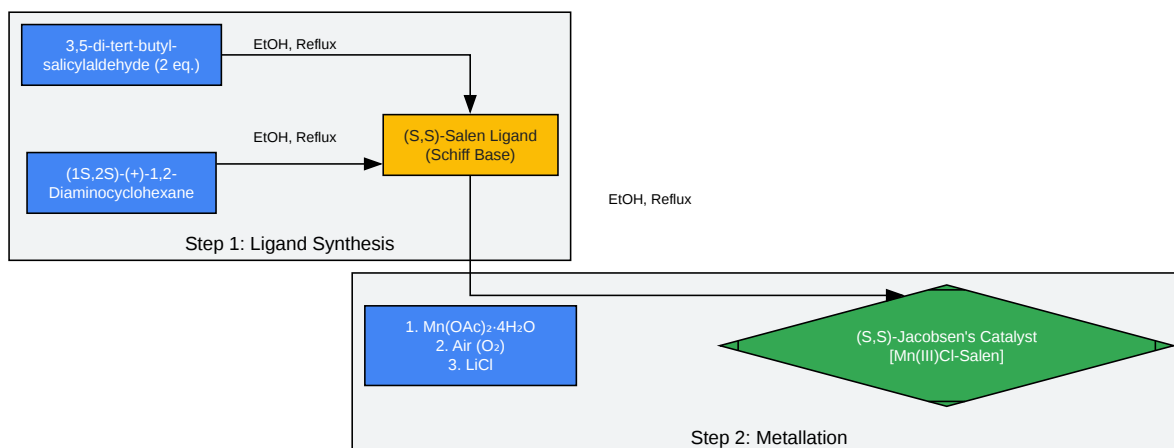 3,5-di-tert-butyl-
salicylaldehyde (2 eq.)
EtOH, Reflux
(1S,2S)-(+)-1,2-
Diaminocyclohexane
EtOH, Reflux
(S,S)-Salen Ligand
(Schiff Base)
Step 1: Ligand Synthesis
EtOH, Reflux
1. Mn(OAc)₂·4H₂O
2. Air (O₂)
3. LiCl
(S,S)-Jacobsen's Catalyst
[Mn(III)Cl-Salen]
Step 2: Metallation